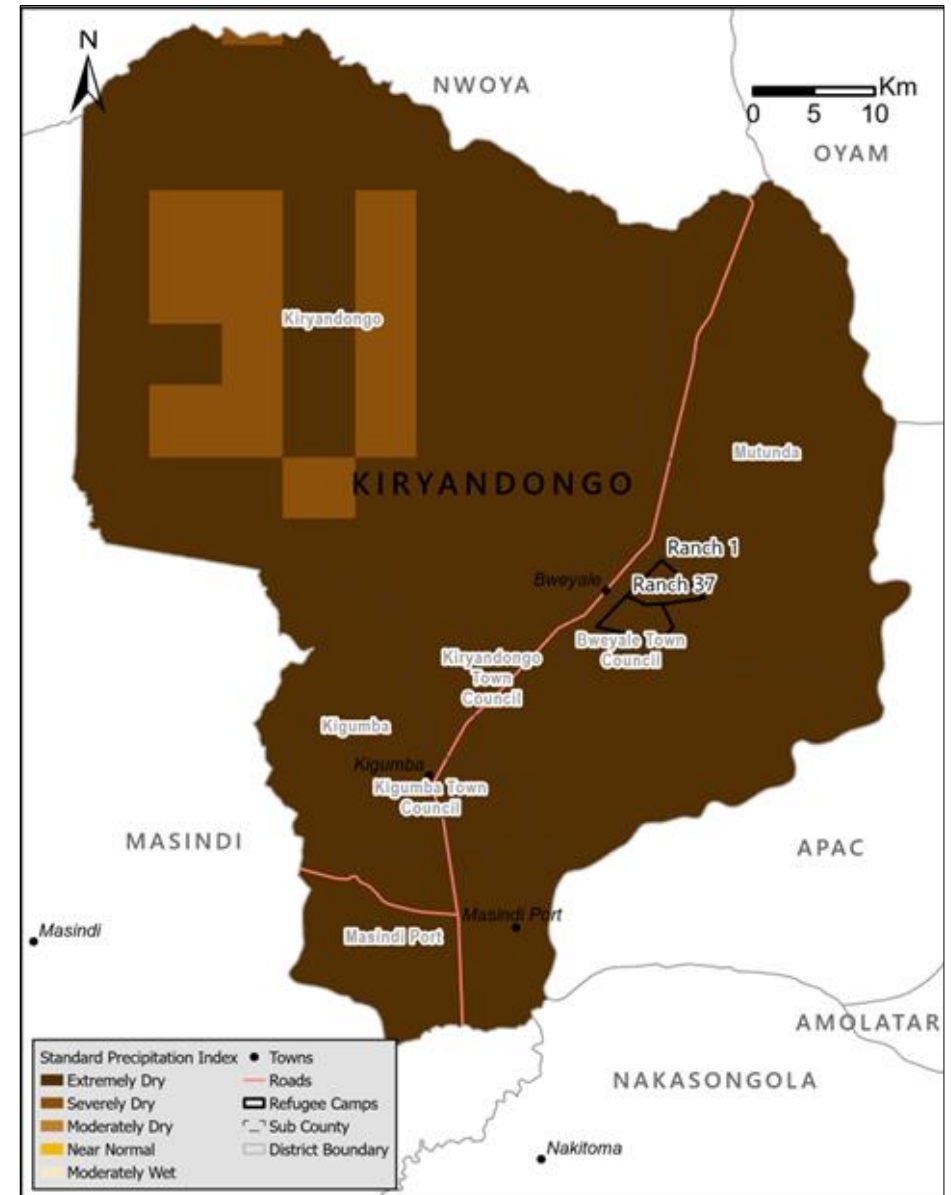 N
NWOYA
Km
0 5 10
OYAM
Kiryandongo
Mutunda
KIRYANDONGO
Ranch 1
Bweyale
Ranch 37
Bweyale Town
Council
Kiryandongo
Town
Council
Kigumba
Kigumba
Kigumba Town
Council
MASINDI
APAC
Masindi Port
Masindi
Masindi Port
AMOLATAR
NAKASONGOLA
Nakitoma
Standard Precipitation Index
Extremely Dry
Severely Dry
Moderately Dry
Near Normal
Moderately Wet
Towns
Roads
Refugee Camps
Sub County
District Boundary